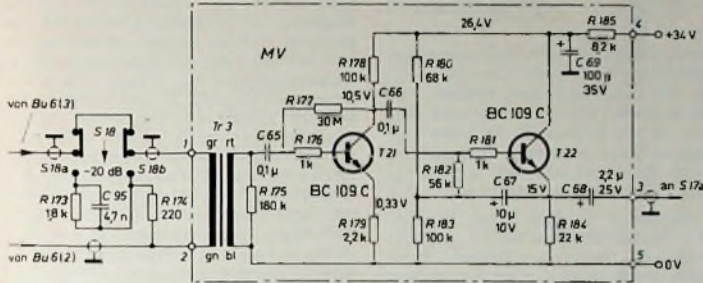 26,4V
R 185
8,2 k
4
+34V
MV
R 178
100 k
R 180
68 k
+
C 69
100 µ
35V
10,5 V
C 66
0,1 µ
R 177
30 M
BC 109 C
von Bu 6(3)
S 18
-20 dB
S 18a
S 18b
1
Tr 3
gr rt
C 65
0,1 µ
R 176
1 k
T 21
R 181
1 k
T 22
R 182
56 k
BC 109 C
R 173
1,8 k
C 95
4,7 n
R 174
220
R 175
180 k
0,33 V
C 67
+
10 µ
10 V
15 V
C 68
+
2,2 µ
25 V
3
an S 17a
R 179
2,2 k
R 183
100 k
R 184
22 k
von Bu 6(2)
2
gn bl
5
0V